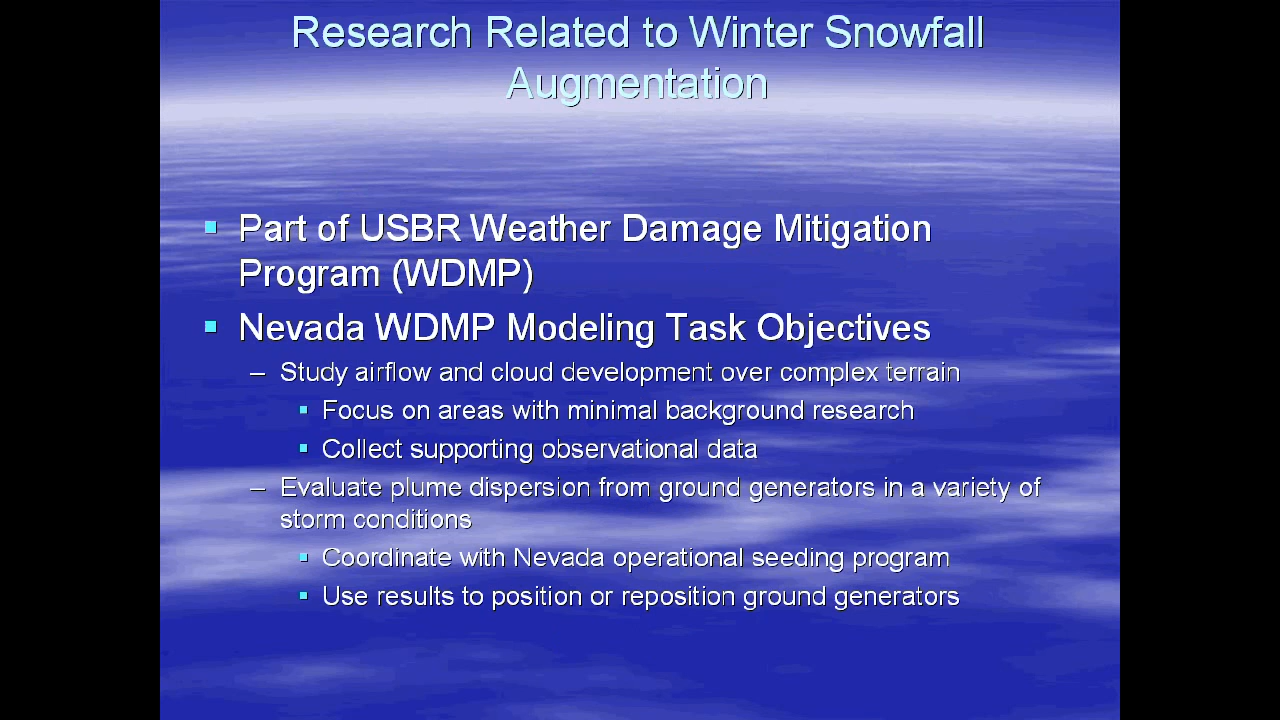 Research Related to Winter Snowfall
Augmentation
▪ Part of USBR Weather Damage Mitigation
Program (WDMP)
▪ Nevada WDMP Modeling Task Objectives
– Study airflow and cloud development over complex terrain
▪ Focus on areas with minimal background research
▪ Collect supporting observational data
– Evaluate plume dispersion from ground generators in a variety of
storm conditions
▪ Coordinate with Nevada operational seeding program
▪ Use results to position or reposition ground generators